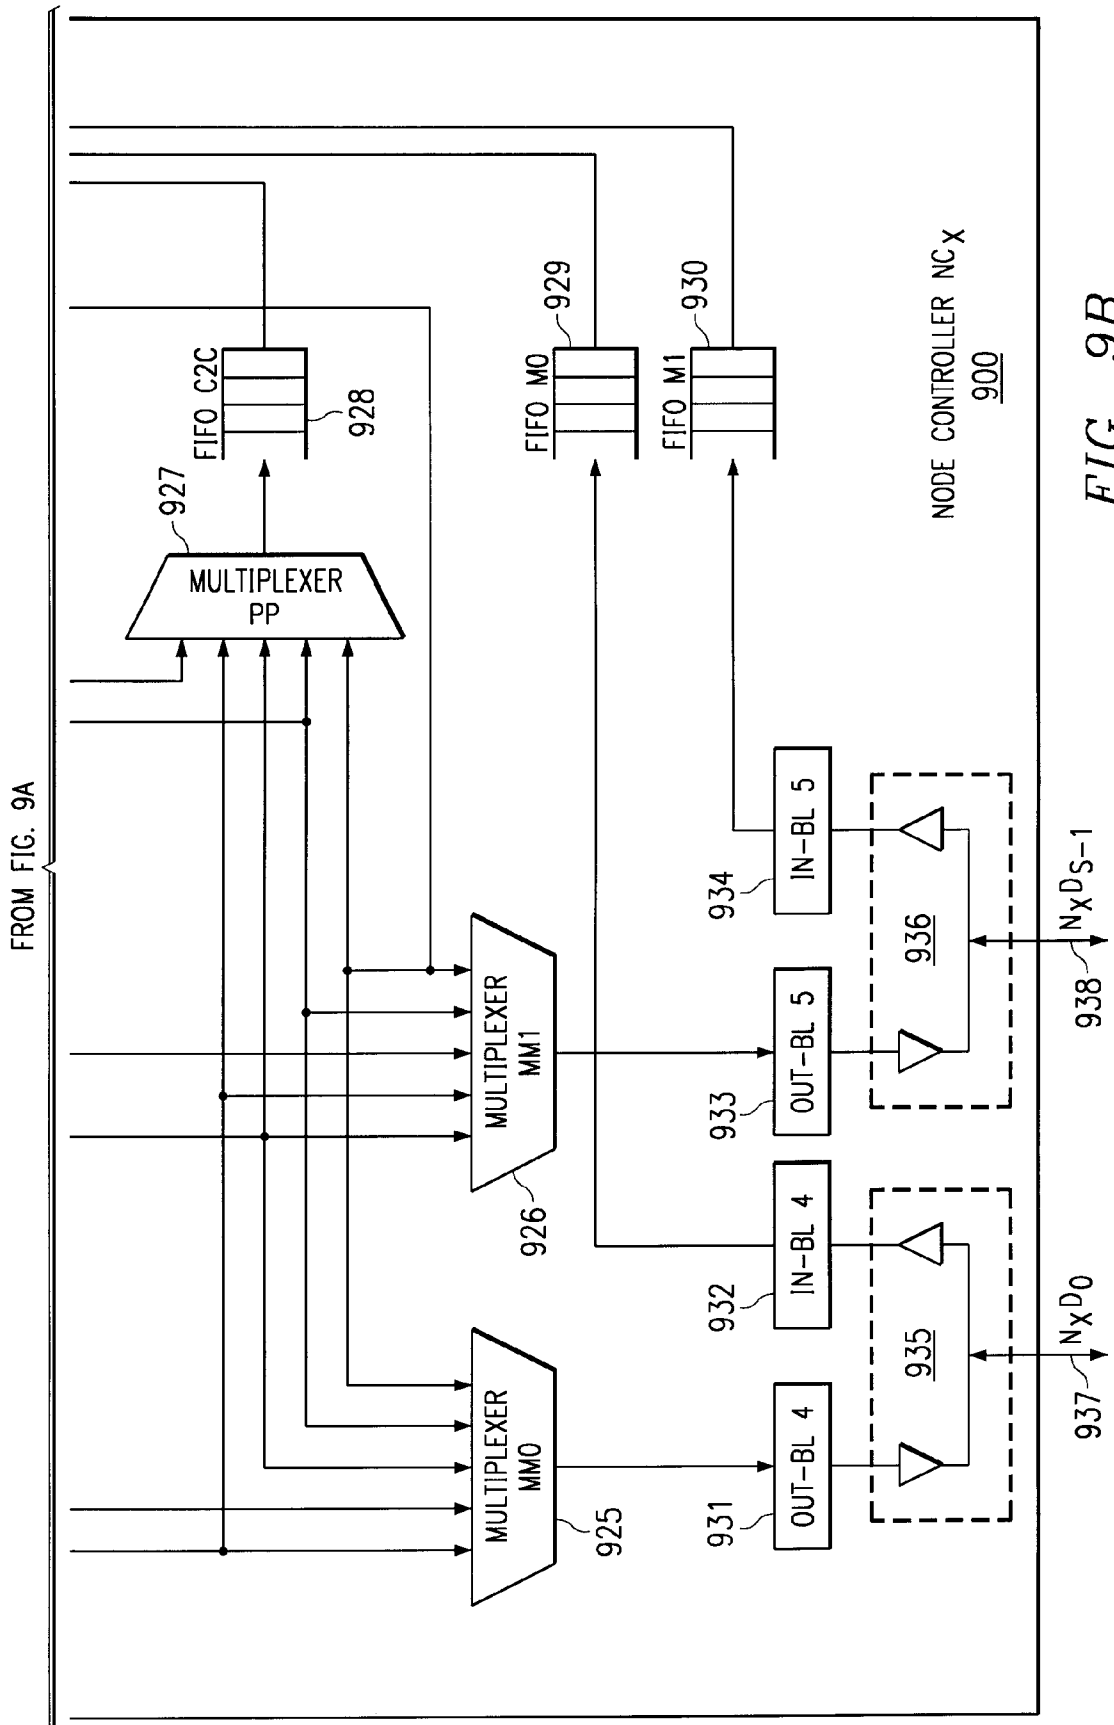 FROM FIG. 9A
MULTIPLEXER
PP
927
FIFO C2C
928
MULTIPLEXER
MM0
925
MULTIPLEXER
MM1
926
FIFO M0
929
FIFO M1
930
OUT-BL 4
931
IN-BL 4
932
OUT-BL 5
933
IN-BL 5
934
935
936
NODE CONTROLLER NCX
900
937
NXD0
938
NXDS-1
FIG. 9B